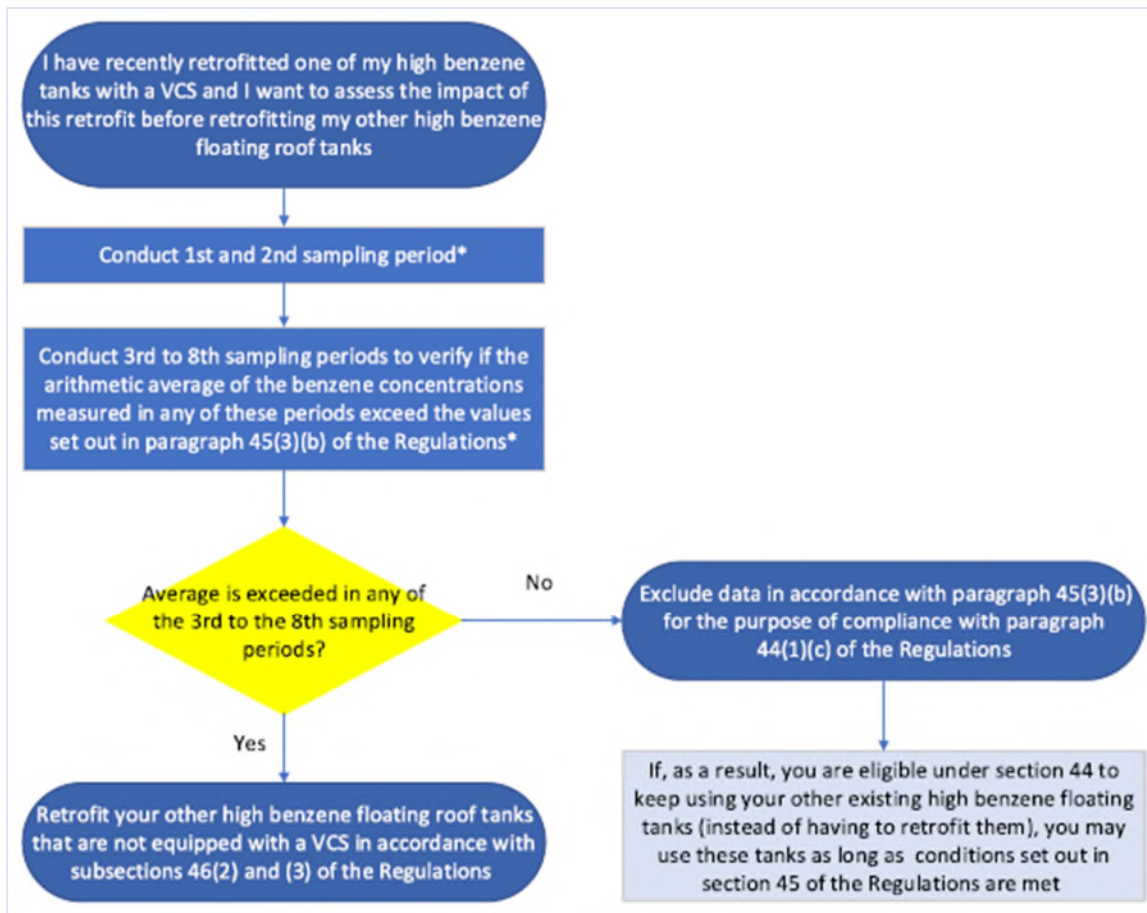 I have recently retrofitted one of my high benzene
tanks with a VCS and I want to assess the impact of
this retrofit before retrofitting my other high benzene
floating roof tanks
Conduct 1st and 2nd sampling period*
Conduct 3rd to 8th sampling periods to verify if the
arithmetic average of the benzene concentrations
measured in any of these periods exceed the values
set out in paragraph 45(3)(b) of the Regulations*
Average is exceeded in any of
the 3rd to the 8th sampling
periods?
No
Exclude data in accordance with paragraph 45(3)(b)
for the purpose of compliance with paragraph
44(1)(c) of the Regulations
Yes
Retrofit your other high benzene floating roof tanks
that are not equipped with a VCS in accordance with
subsections 46(2) and (3) of the Regulations
If, as a result, you are eligible under section 44 to
keep using your other existing high benzene floating
tanks (instead of having to retrofit them), you may
use these tanks as long as conditions set out in
section 45 of the Regulations are met